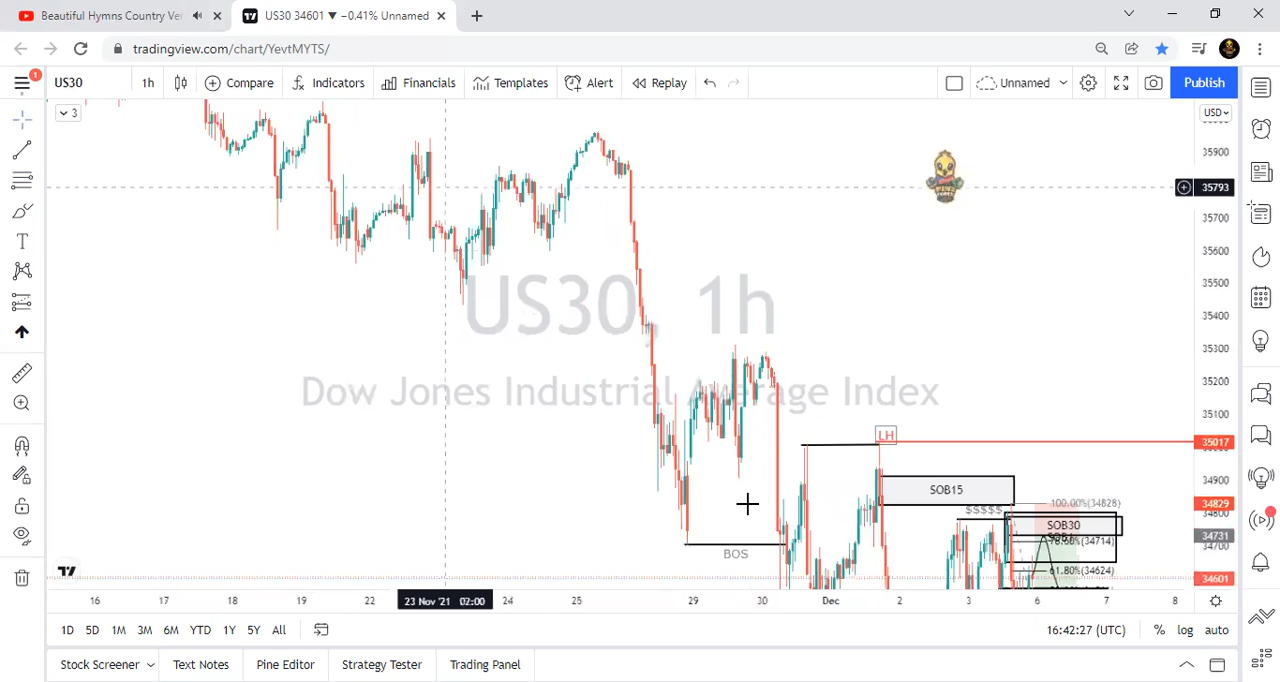 Beautiful Hymns Country Ver
US30 34601 ▼ −0.41% Unnamed
tradingview.com/chart/YevtMYTS/
1
US30
1h
Compare
Indicators
Financials
Templates
Alert
Replay
Unnamed
Publish
3
USD
35900
35793
35700
35600
35500
35400
35300
35200
35100
35017
34900
34829
34800
34731
34700
34601
US30, 1h
Dow Jones Industrial Average Index
LH
SOB15
$$$$$
100.00%(34828)
SOB30
78.60%(34714)
61.80%(34624)
BOS
16
17
18
19
22
23 Nov '21 02:00
24
25
29
30
Dec
2
3
6
7
8
1D
5D
1M
3M
6M
YTD
1Y
5Y
All
16:42:27 (UTC)
%
log
auto
Stock Screener
Text Notes
Pine Editor
Strategy Tester
Trading Panel